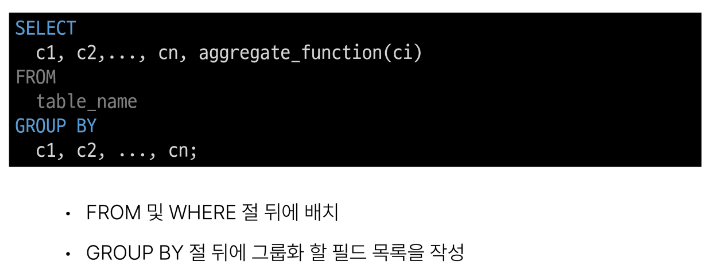 SELECT
c1, c2,..., cn, aggregate_function(ci)
FROM
table_name
GROUP BY
c1, c2, ..., cn;
• FROM 및 WHERE 절 뒤에 배치
• GROUP BY 절 뒤에 그룹화 할 필드 목록을 작성